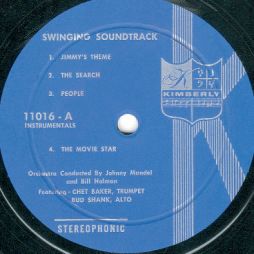 SWINGING SOUNDTRACK
1. JIMMY'S THEME
2. THE SEARCH
3. PEOPLE
KIMBERLY
11016 - A
INSTRUMENTALS
4. THE MOVIE STAR
Orchestra Conducted By Johnny Mandel
and Bill Holman
Featuring - CHET BAKER, TRUMPET
BUD SHANK, ALTO
STEREOPHONIC